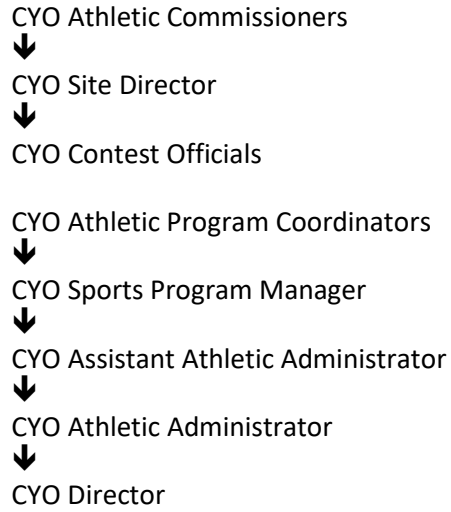 CYO Athletic Commissioners
🡻
CYO Site Director
🡻
CYO Contest Officials
CYO Athletic Program Coordinators
🡻
CYO Sports Program Manager
🡻
CYO Assistant Athletic Administrator
🡻
CYO Athletic Administrator
🡻
CYO Director